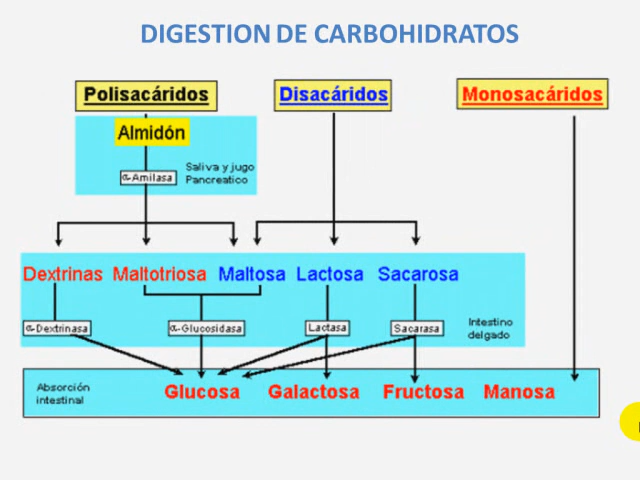 DIGESTION DE CARBOHIDRATOS
Polisacáridos
Disacáridos
Monosacáridos
Almidón
α-Amilasa
Saliva y jugo
Pancreatico
Dextrinas
Maltotriosa
Maltosa
Lactosa
Sacarosa
α-Dextrinasa
α-Glucosidasa
Lactasa
Sacarasa
Intestino
delgado
Absorción
intestinal
Glucosa
Galactosa
Fructosa
Manosa